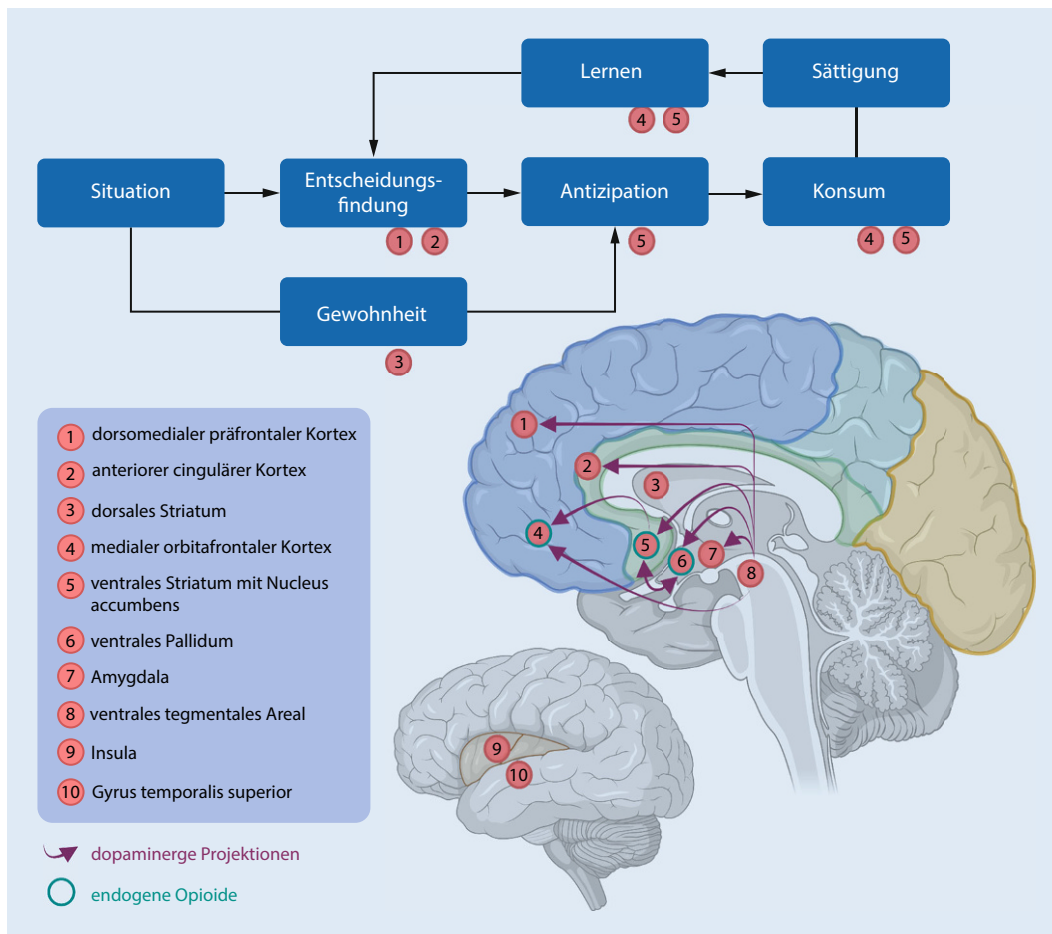 Lernen
Sättigung
4 5
Situation
Entscheidungs-
findung
Antizipation
Konsum
1 2
5
4 5
Gewohnheit
3
1 dorsomedialer präfrontaler Kortex
2 anteriorer cingulärer Kortex
3 dorsales Striatum
4 medialer orbitafrontaler Kortex
5 ventrales Striatum mit Nucleus
accumbens
6 ventrales Pallidum
7 Amygdala
8 ventrales tegmentales Areal
9 Insula
10 Gyrus temporalis superior
dopaminerge Projektionen
endogene Opioide
1
2
3
4
5
6
7
8
9
10